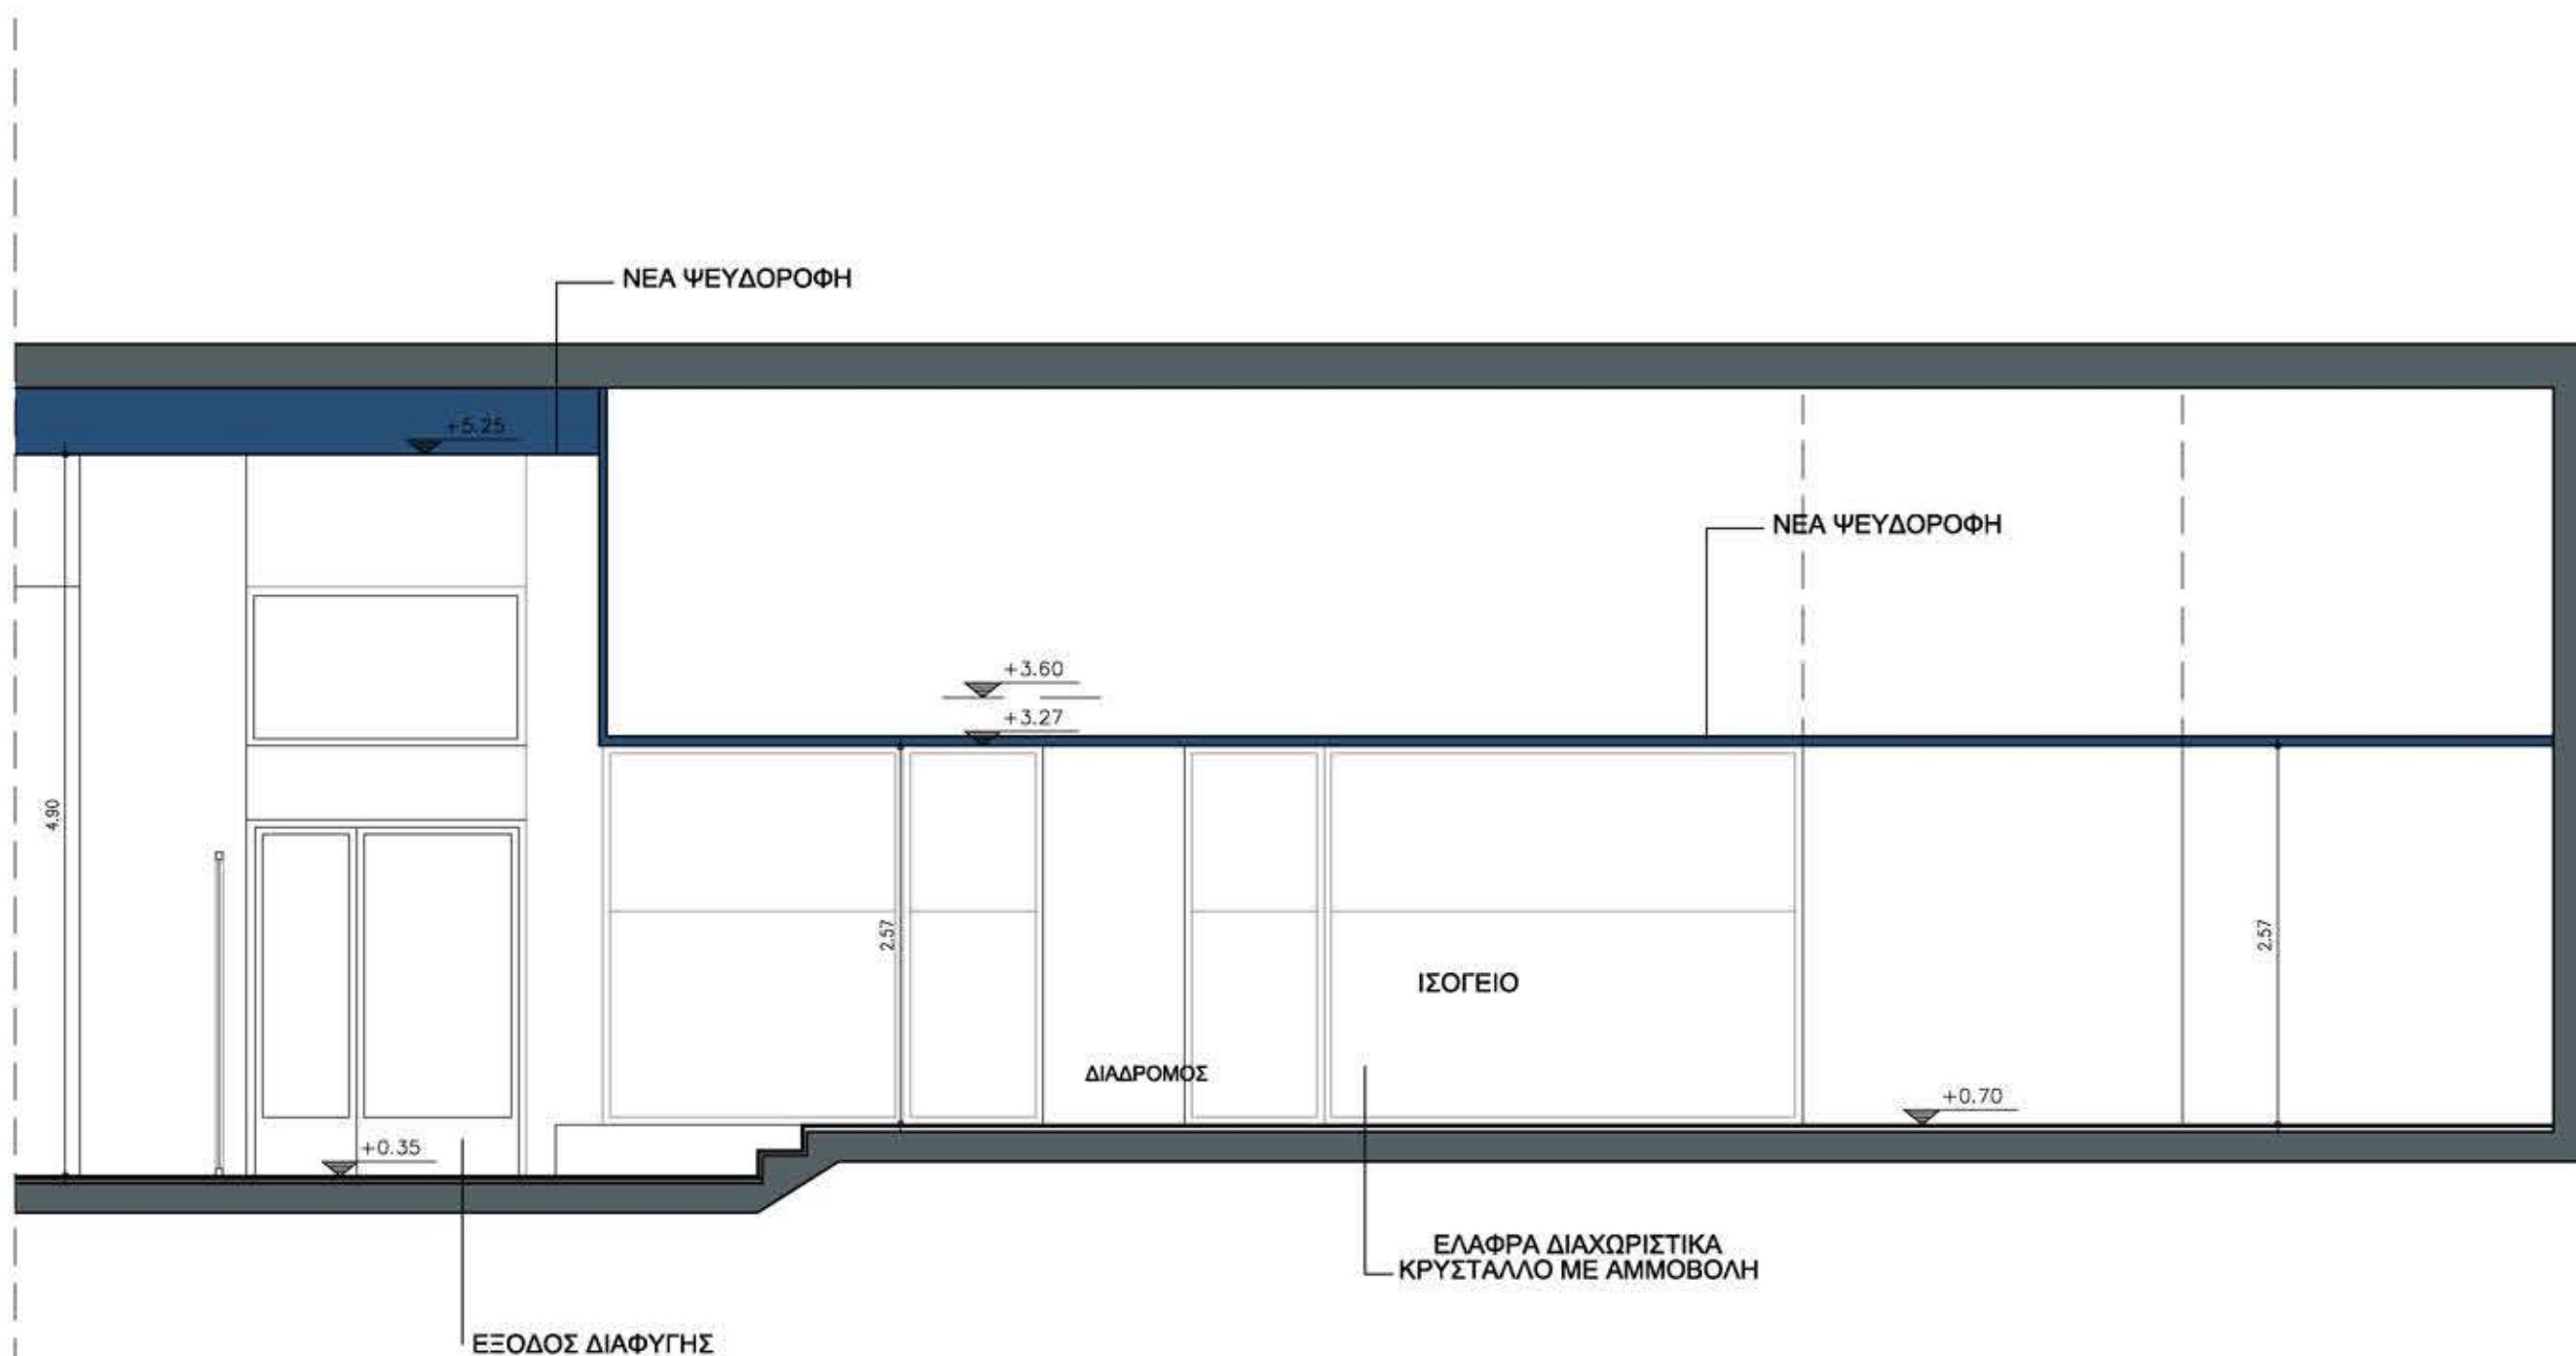 ΝΕΑ ΨΕΥΔΟΡΟΦΗ
+5.25
ΝΕΑ ΨΕΥΔΟΡΟΦΗ
+3.60
+3.27
4.90
2.57
2.57
ΙΣΟΓΕΙΟ
ΔΙΑΔΡΟΜΟΣ
+0.70
+0.35
ΕΛΑΦΡΑ ΔΙΑΧΩΡΙΣΤΙΚΑ
ΚΡΥΣΤΑΛΛΟ ΜΕ ΑΜΜΟΒΟΛΗ
ΕΞΟΔΟΣ ΔΙΑΦΥΓΗΣ